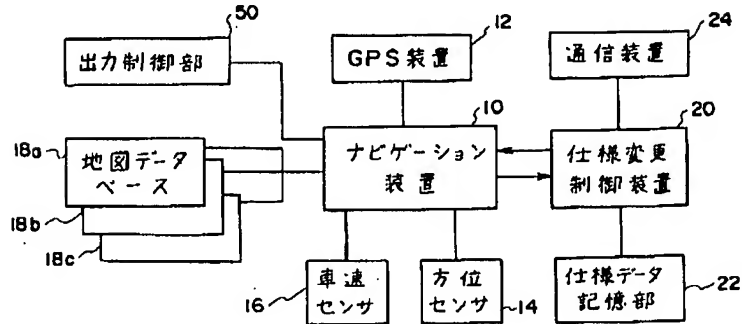 50
出力制御部
12
GPS装置
24
通信装置
10
ナビゲーション
装置
20
仕様変更
制御装置
18a
地図データ
ベース
18b
18c
16
車速
センサ
方位
センサ
14
仕様データ
記憶部
22